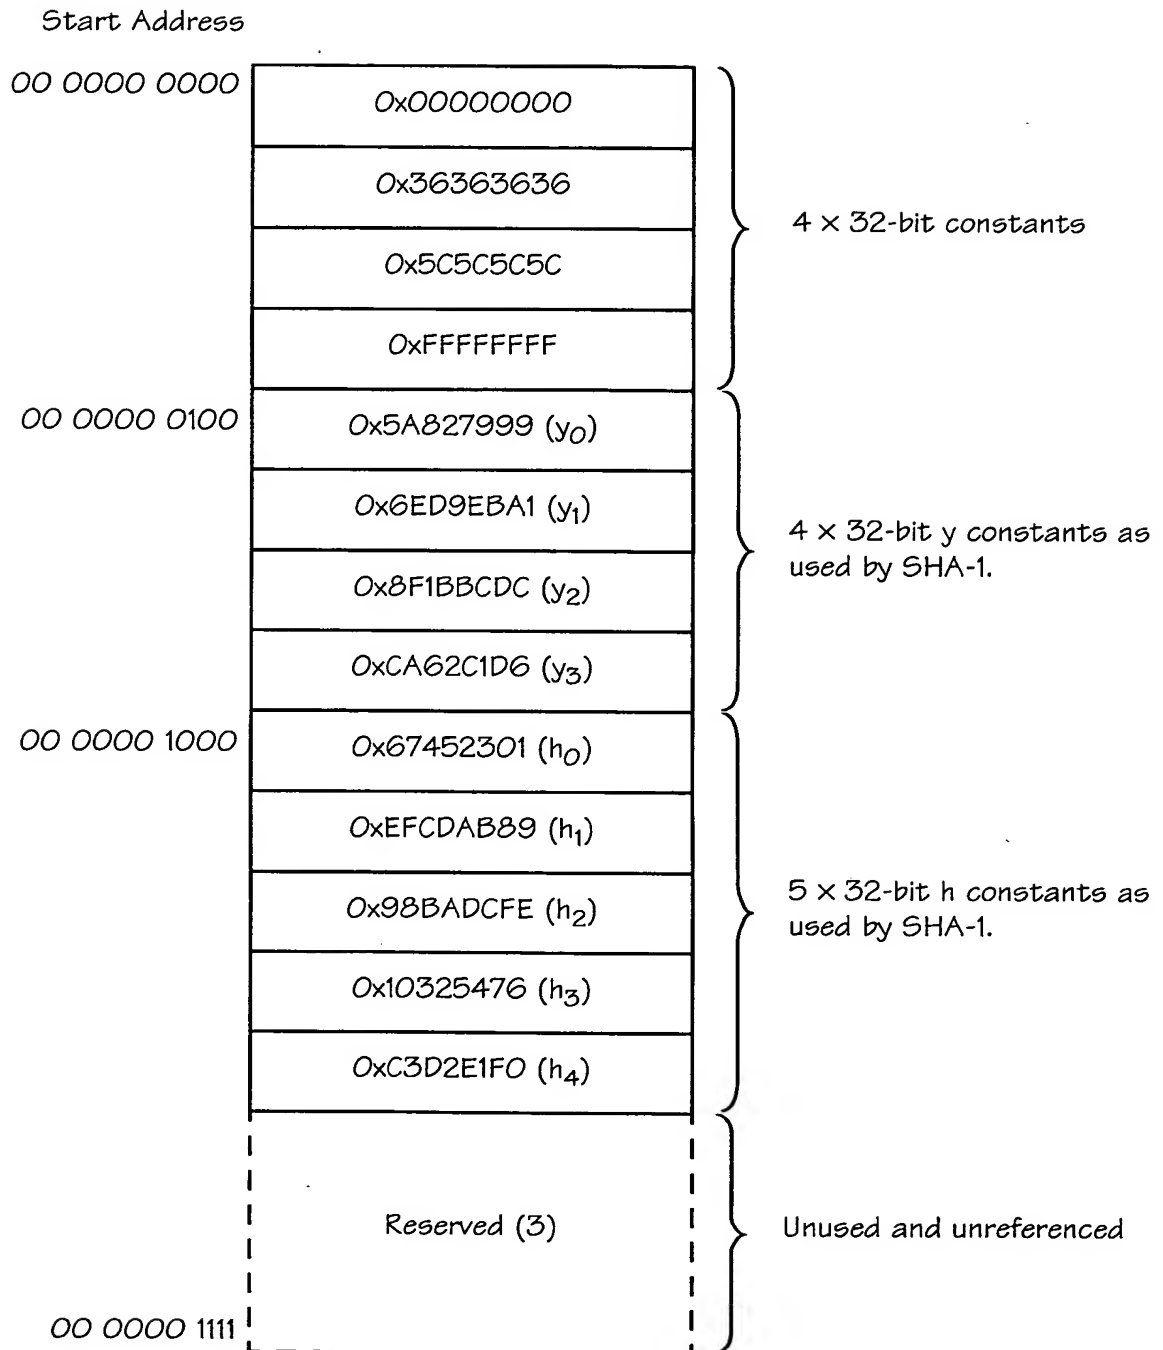 Start Address
00 0000 0000
0x00000000
0x36363636
0x5C5C5C5C
0xFFFFFFFF
4 × 32-bit constants
00 0000 0100
0x5A827999 (y0)
0x6ED9EBA1 (y1)
0x8F1BBCDC (y2)
0xCA62C1D6 (y3)
4 × 32-bit y constants as
used by SHA-1.
00 0000 1000
0x67452301 (h0)
0xEFCDAB89 (h1)
0x98BADCFE (h2)
0x10325476 (h3)
0xC3D2E1F0 (h4)
5 × 32-bit h constants as
used by SHA-1.
Reserved (3)
Unused and unreferenced
00 0000 1111